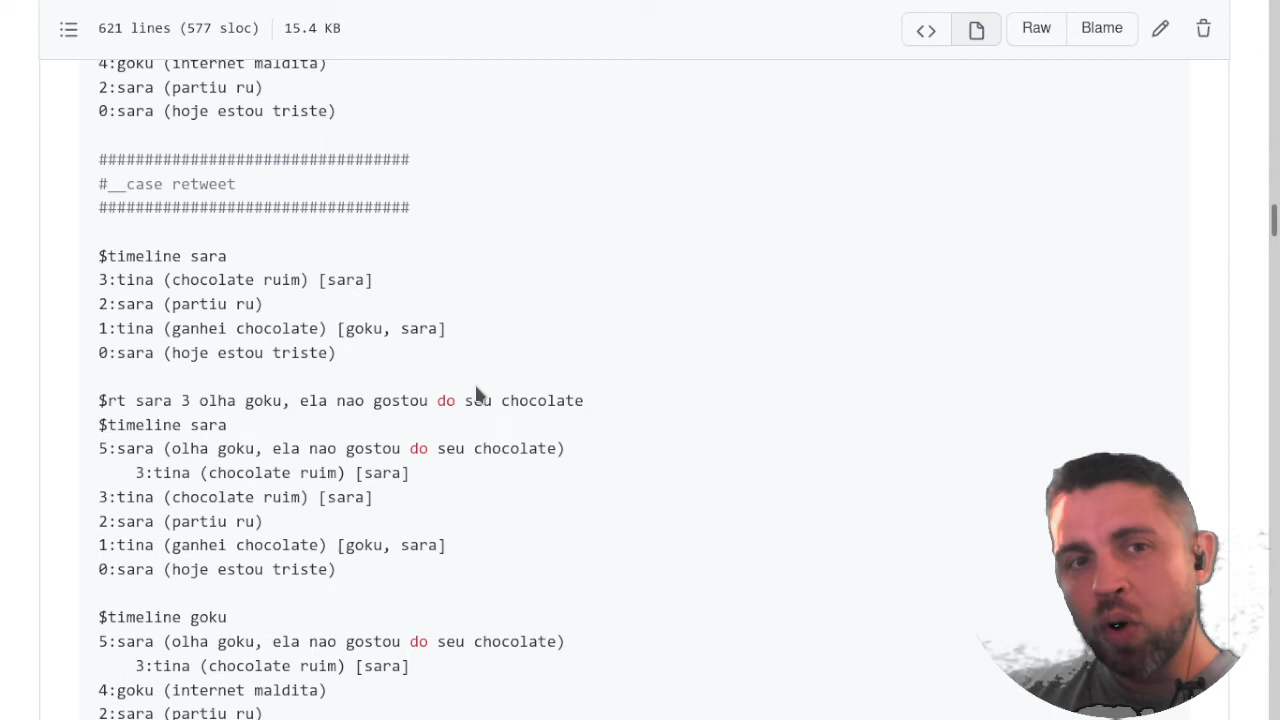 621 lines (577 sloc) 15.4 KB <> Raw Blame
4:goku (internet maldita)
2:sara (partiu ru)
0:sara (hoje estou triste)
##################################
#__case retweet
##################################
$timeline sara
3:tina (chocolate ruim) [sara]
2:sara (partiu ru)
1:tina (ganhei chocolate) [goku, sara]
0:sara (hoje estou triste)
$rt sara 3 olha goku, ela nao gostou do seu chocolate
$timeline sara
5:sara (olha goku, ela nao gostou do seu chocolate)
    3:tina (chocolate ruim) [sara]
3:tina (chocolate ruim) [sara]
2:sara (partiu ru)
1:tina (ganhei chocolate) [goku, sara]
0:sara (hoje estou triste)
$timeline goku
5:sara (olha goku, ela nao gostou do seu chocolate)
    3:tina (chocolate ruim) [sara]
4:goku (internet maldita)
2:sara (partiu ru)